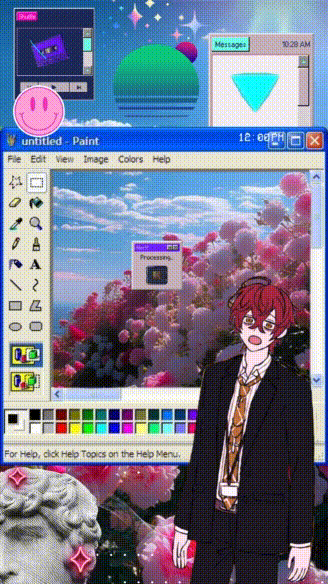 Messages
10:28 AM
untitled - Paint
12:00PM
File Edit View Image Colors Help
Processing..
A
For Help, click Help Topics on the Help Menu.